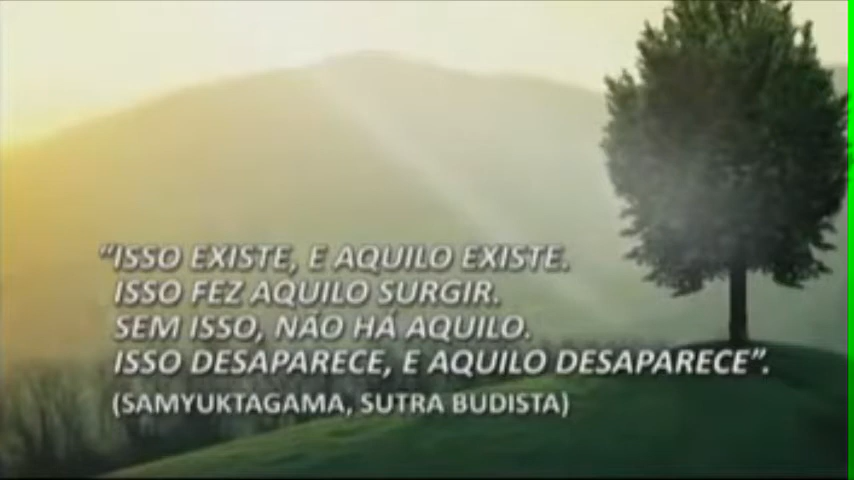 “ISSO EXISTE, E AQUILO EXISTE.
ISSO FEZ AQUILO SURGIR.
SEM ISSO, NÃO HÁ AQUILO.
ISSO DESAPARECE, E AQUILO DESAPARECE”.
(SAMYUKTAGAMA, SUTRA BUDISTA)